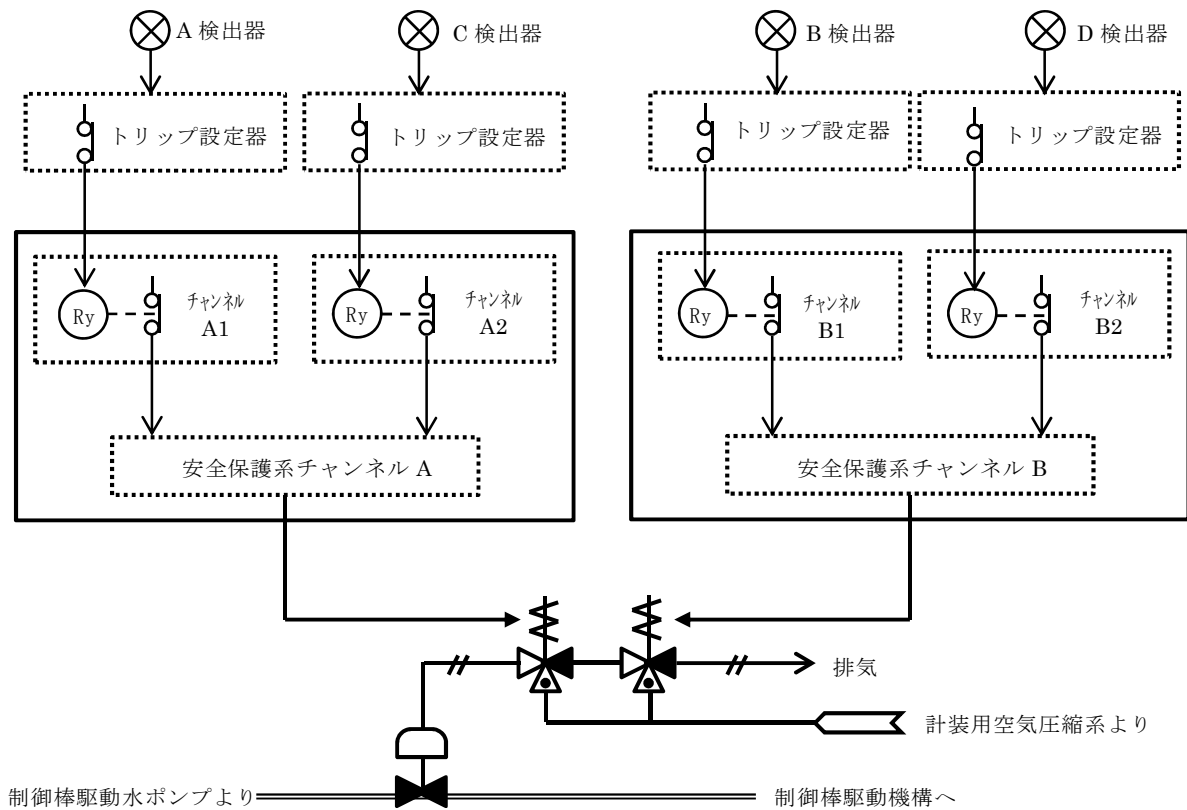 A 検出器
C 検出器
B 検出器
D 検出器
トリップ設定器
トリップ設定器
トリップ設定器
トリップ設定器
Ry
チャンネル
A1
Ry
チャンネル
A2
Ry
チャンネル
B1
Ry
チャンネル
B2
安全保護系チャンネル A
安全保護系チャンネル B
排気
計装用空気圧縮系より
制御棒駆動水ポンプより
制御棒駆動機構へ